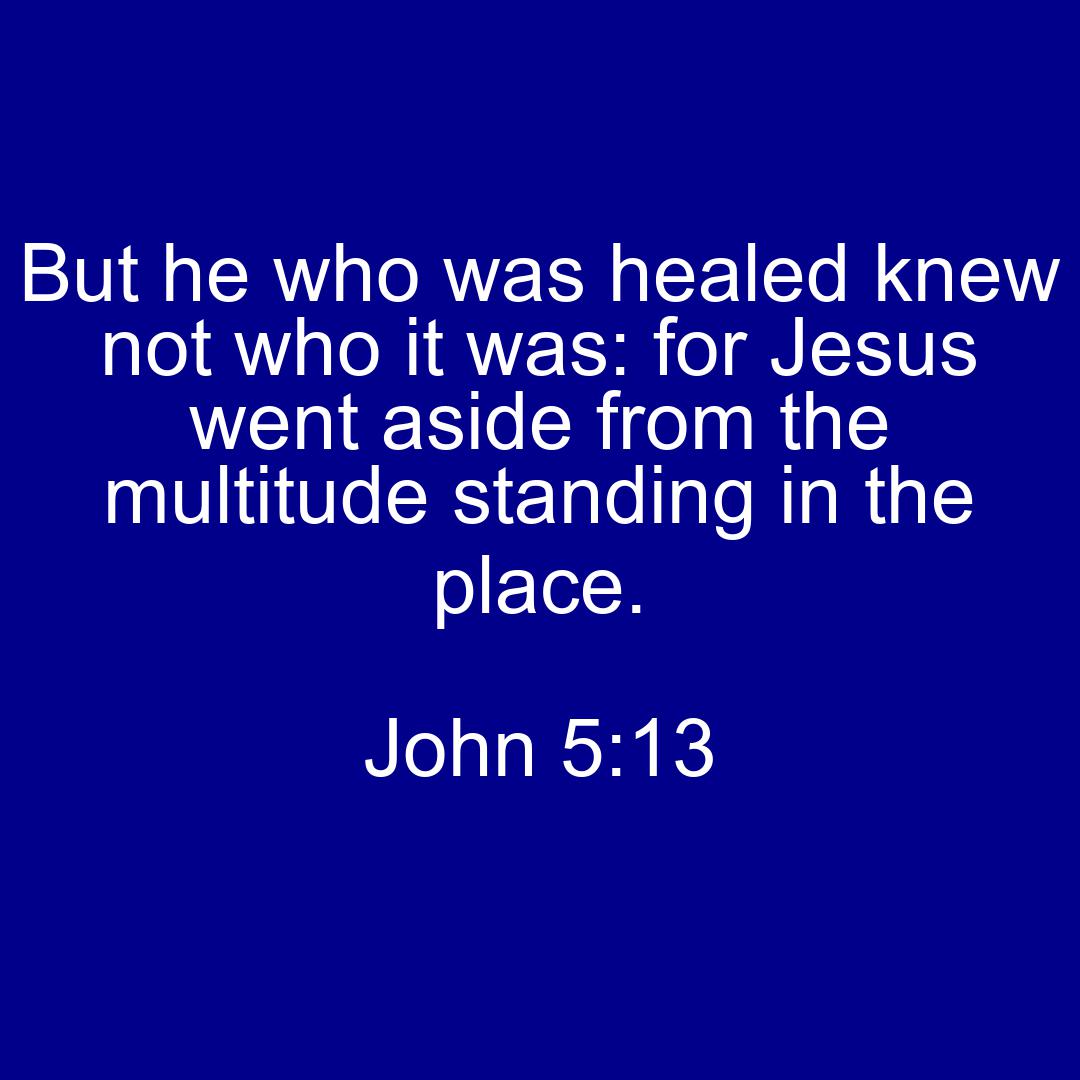 But he who was healed knew
not who it was: for Jesus
went aside from the
multitude standing in the
place.
John 5:13